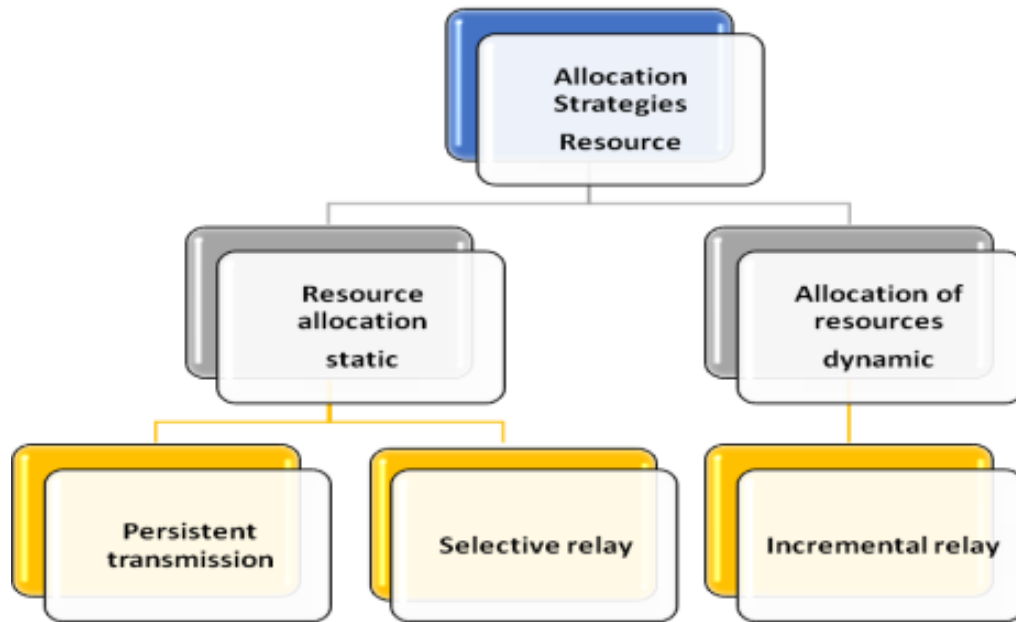 Allocation
Strategies
Resource
Resource
allocation
static
Allocation of
resources
dynamic
Persistent
transmission
Selective relay
Incremental relay